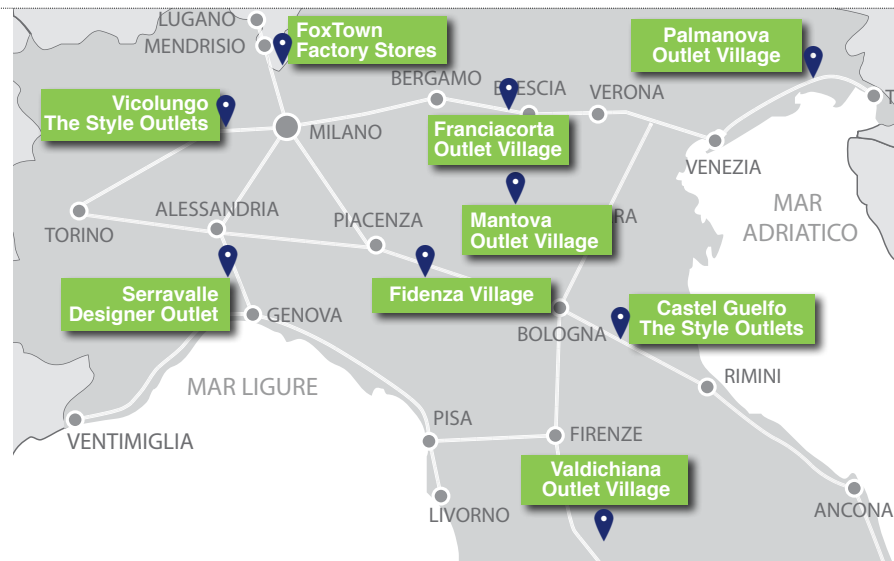 LUGANO
MENDRISIO
FoxTown
Factory Stores
Palmanova
Outlet Village
BERGAMO
VERONA
Vicolungo
The Style Outlets
MILANO
Franciacorta
Outlet Village
VENEZIA
MAR
ADRIATICO
TORINO
ALESSANDRIA
PIACENZA
Mantova
Outlet Village
RA
Serravalle
Designer Outlet
GENOVA
Fidenza Village
BOLOGNA
Castel Guelfo
The Style Outlets
MAR LIGURE
RIMINI
VENTIMIGLIA
PISA
FIRENZE
Valdichiana
Outlet Village
LIVORNO
ANCONA